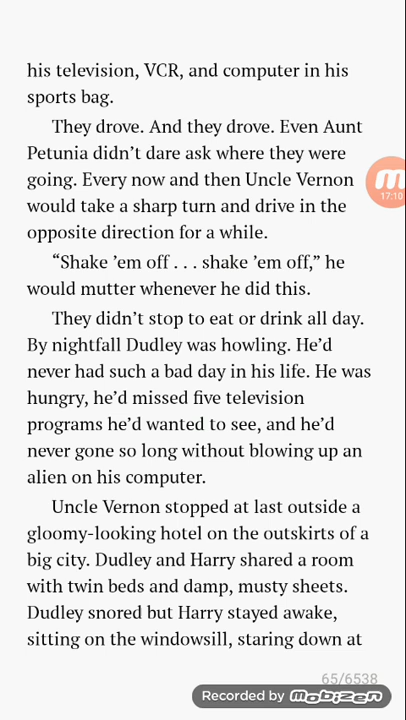 his television, VCR, and computer in his
sports bag.
They drove. And they drove. Even Aunt
Petunia didn’t dare ask where they were
going. Every now and then Uncle Vernon
would take a sharp turn and drive in the
opposite direction for a while.
“Shake ’em off . . . shake ’em off,” he
would mutter whenever he did this.
They didn’t stop to eat or drink all day.
By nightfall Dudley was howling. He’d
never had such a bad day in his life. He was
hungry, he’d missed five television
programs he’d wanted to see, and he’d
never gone so long without blowing up an
alien on his computer.
Uncle Vernon stopped at last outside a
gloomy-looking hotel on the outskirts of a
big city. Dudley and Harry shared a room
with twin beds and damp, musty sheets.
Dudley snored but Harry stayed awake,
sitting on the windowsill, staring down at
m
17:10
65/6538
Recorded by mobizen